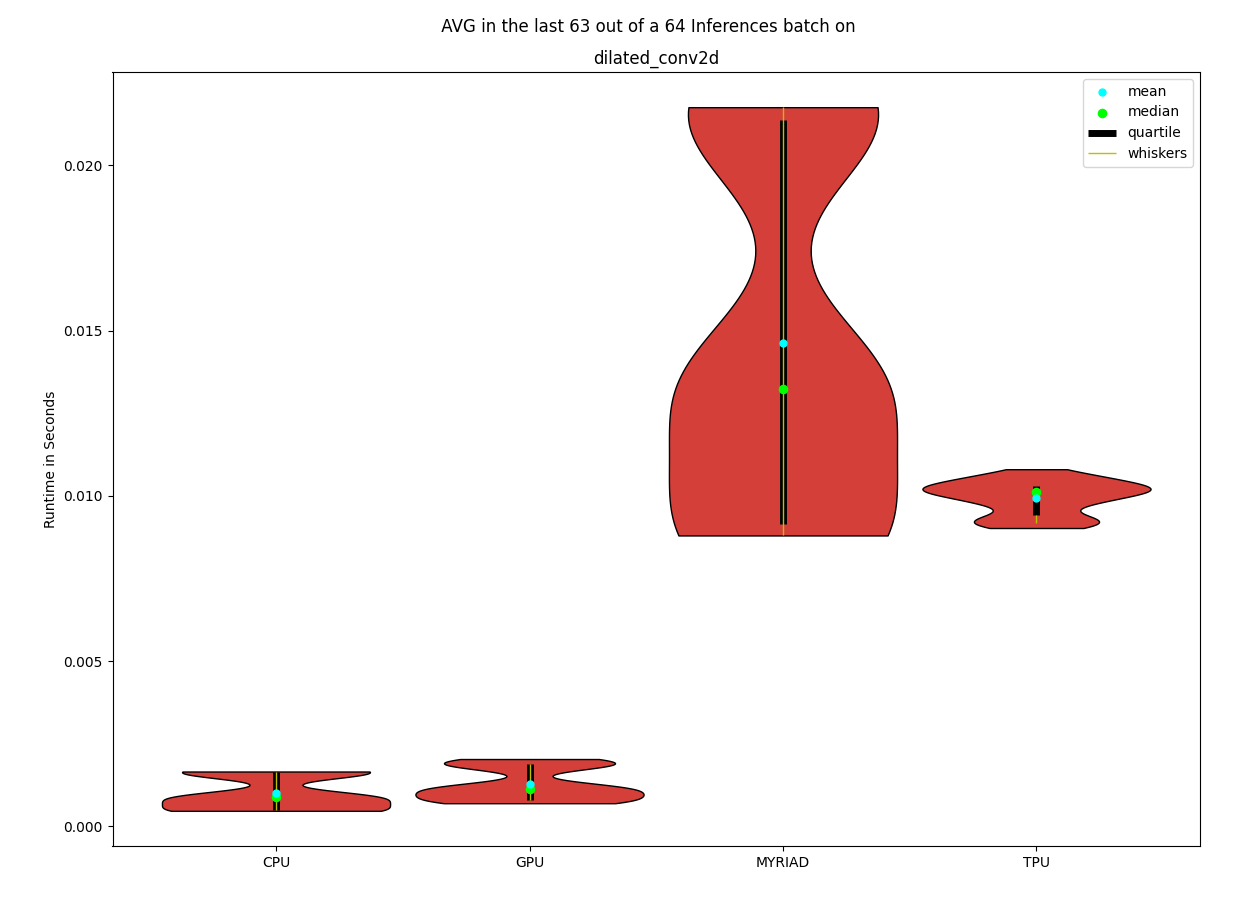 AVG in the last 63 out of a 64 Inferences batch on
dilated_conv2d
mean
median
quartile
whiskers
0.020
0.015
0.010
0.005
0.000
Runtime in Seconds
CPU GPU MYRIAD TPU